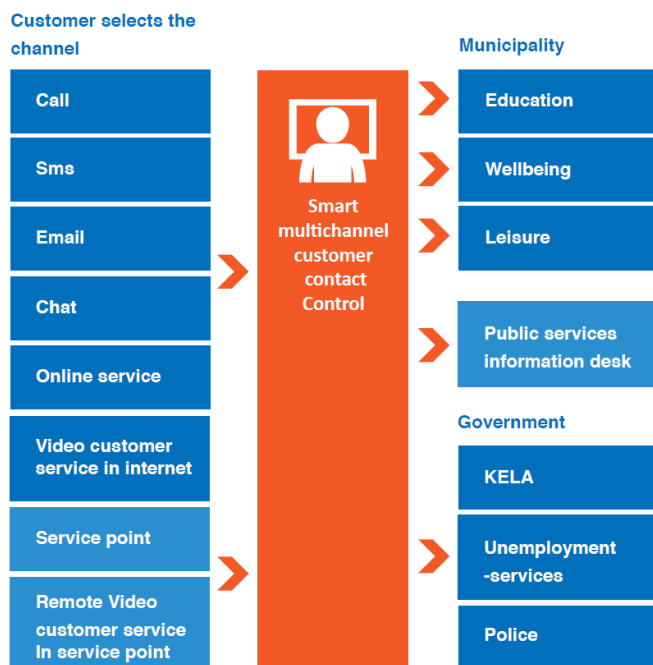 Customer selects the
channel
Call
Sms
Email
Chat
Online service
Video customer
service in internet
Service point
Remote Video
customer service
In service point
Smart
multichannel
customer
contact
Control
Municipality
Education
Wellbeing
Leisure
Public services
information desk
Government
KELA
Unemployment
-services
Police